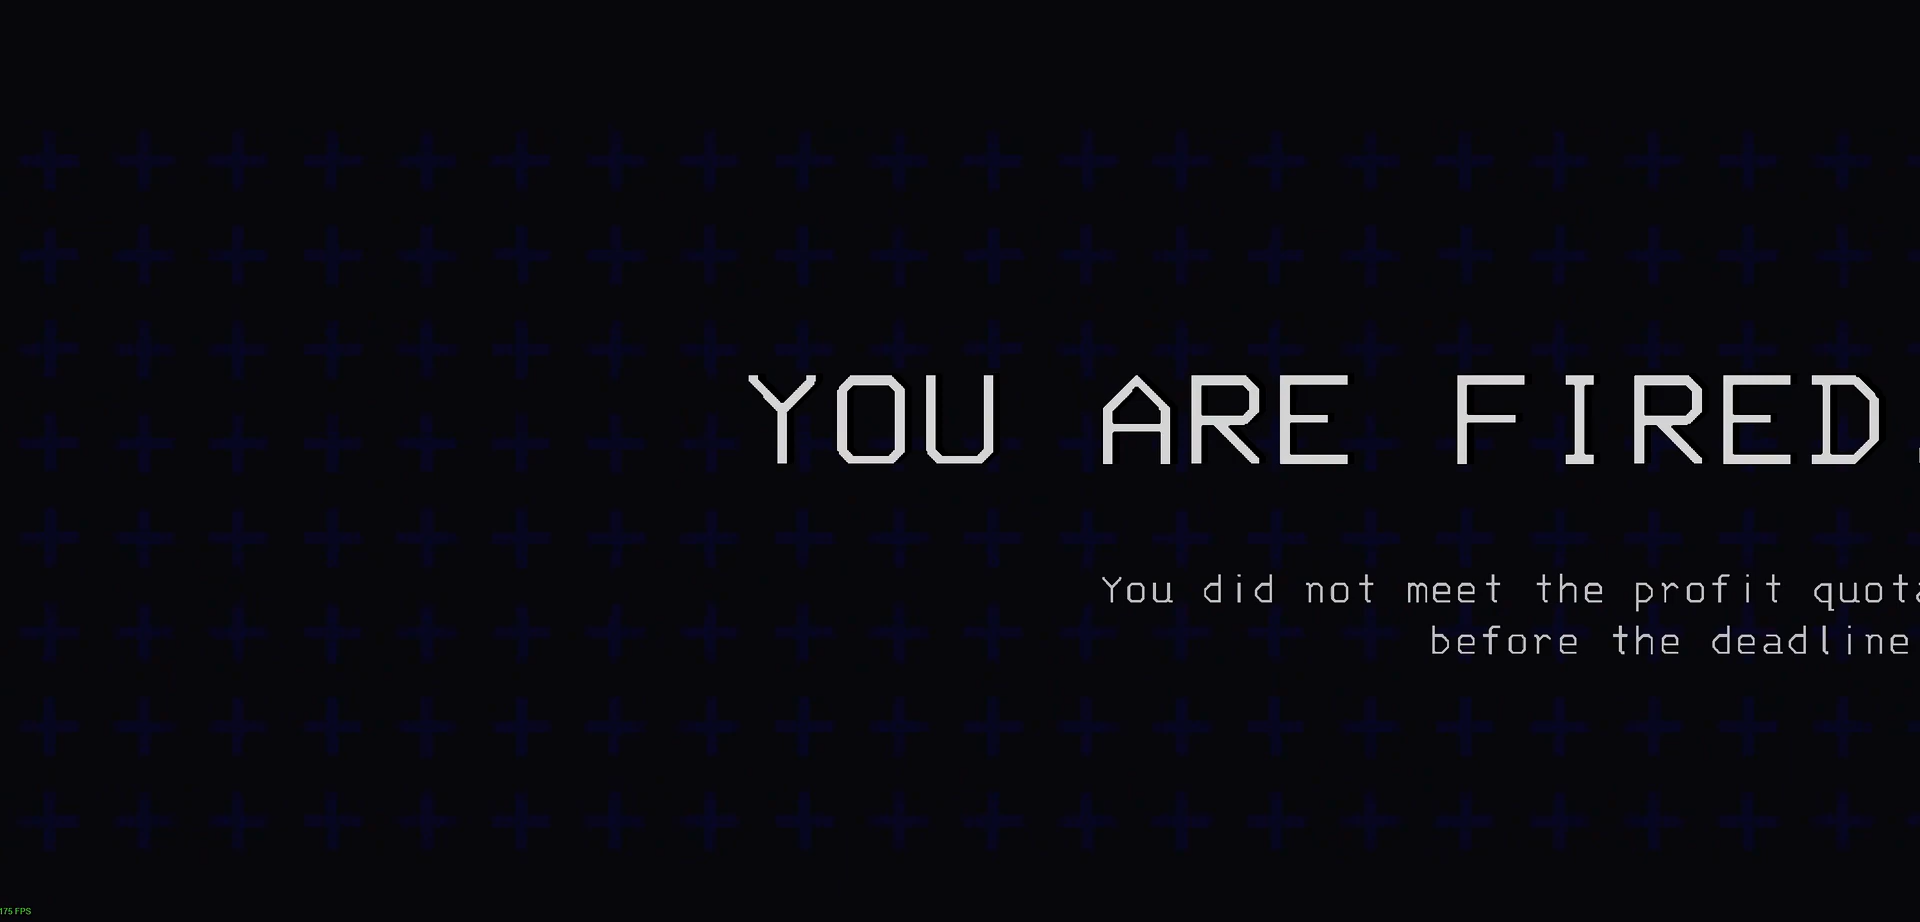 YOU ARE FIRED.
You did not meet the profit quota
before the deadline
175 FPS